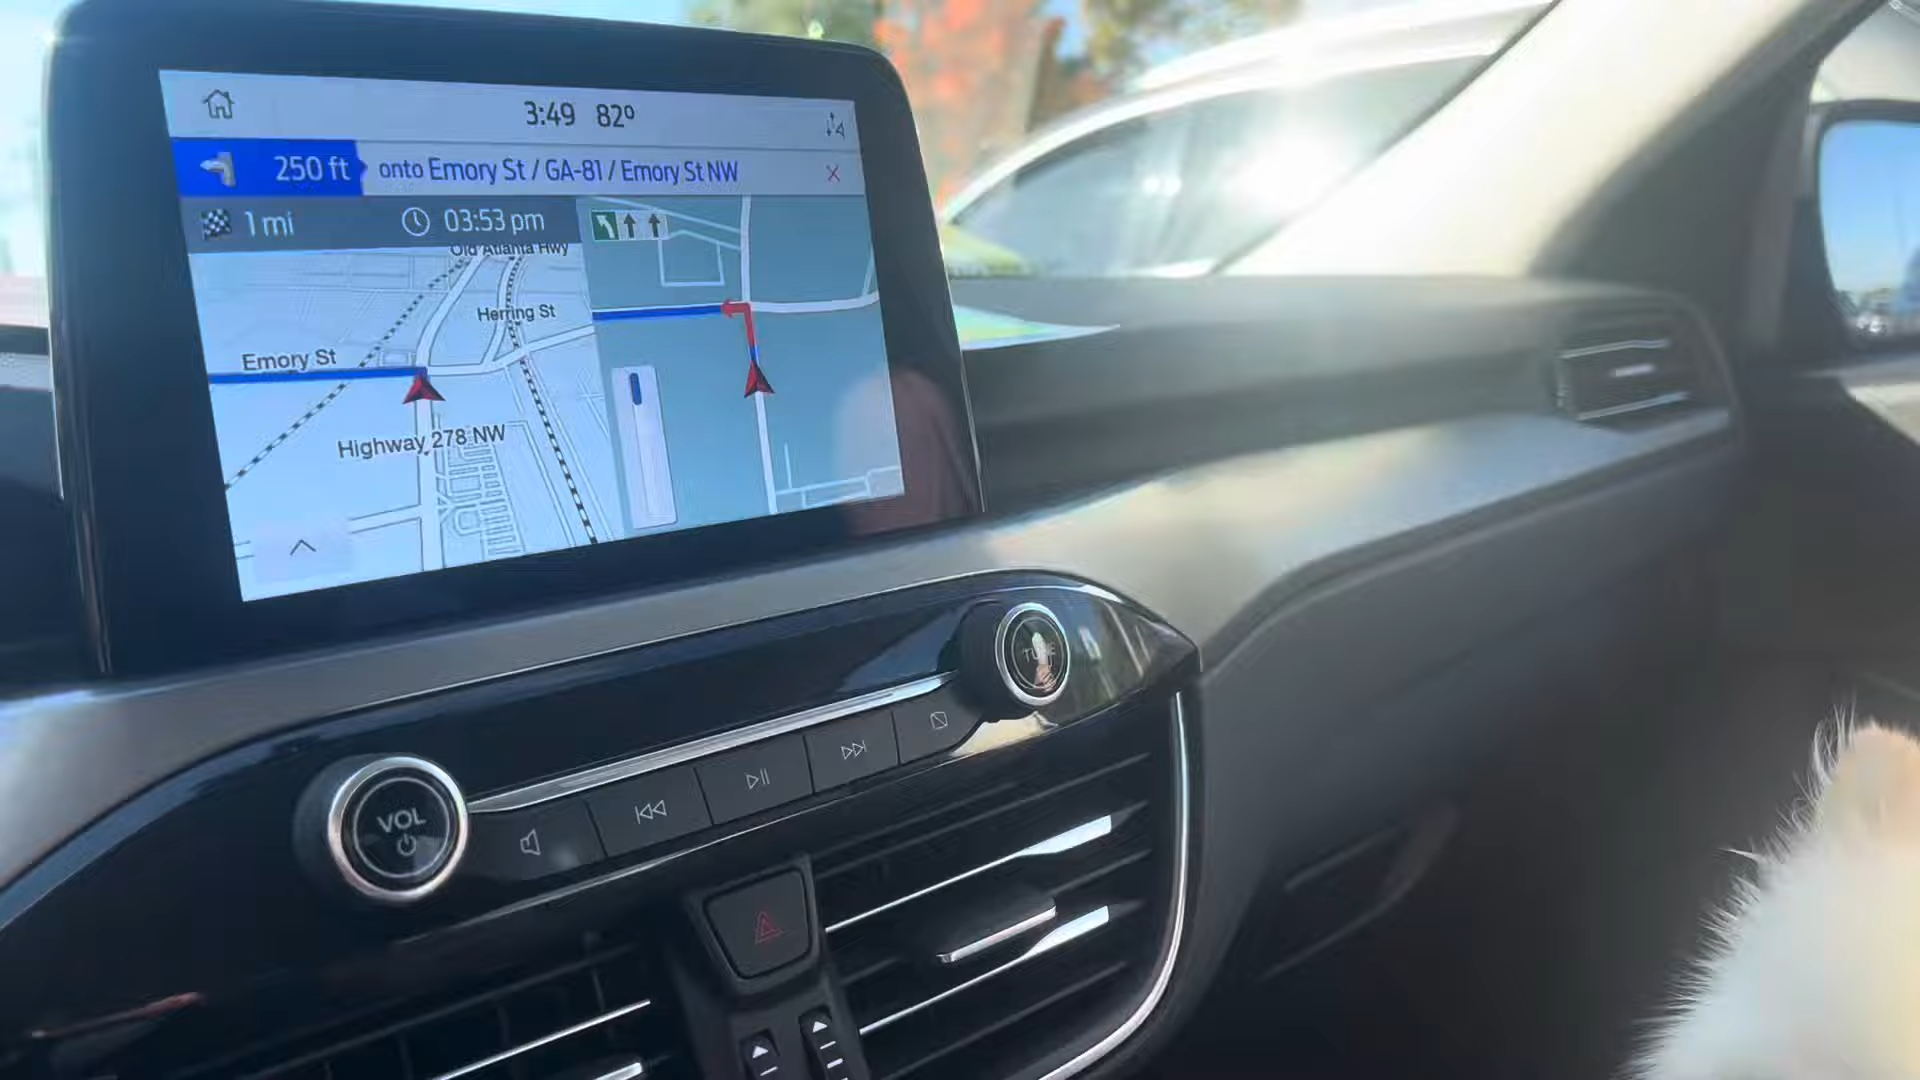 3:49 82°
250 ft onto Emory St / GA-81 / Emory St NW
1 mi 03:53 pm
Old Atlanta Hwy
Herring St
Emory St
Highway 278 NW
TUNE
VOL